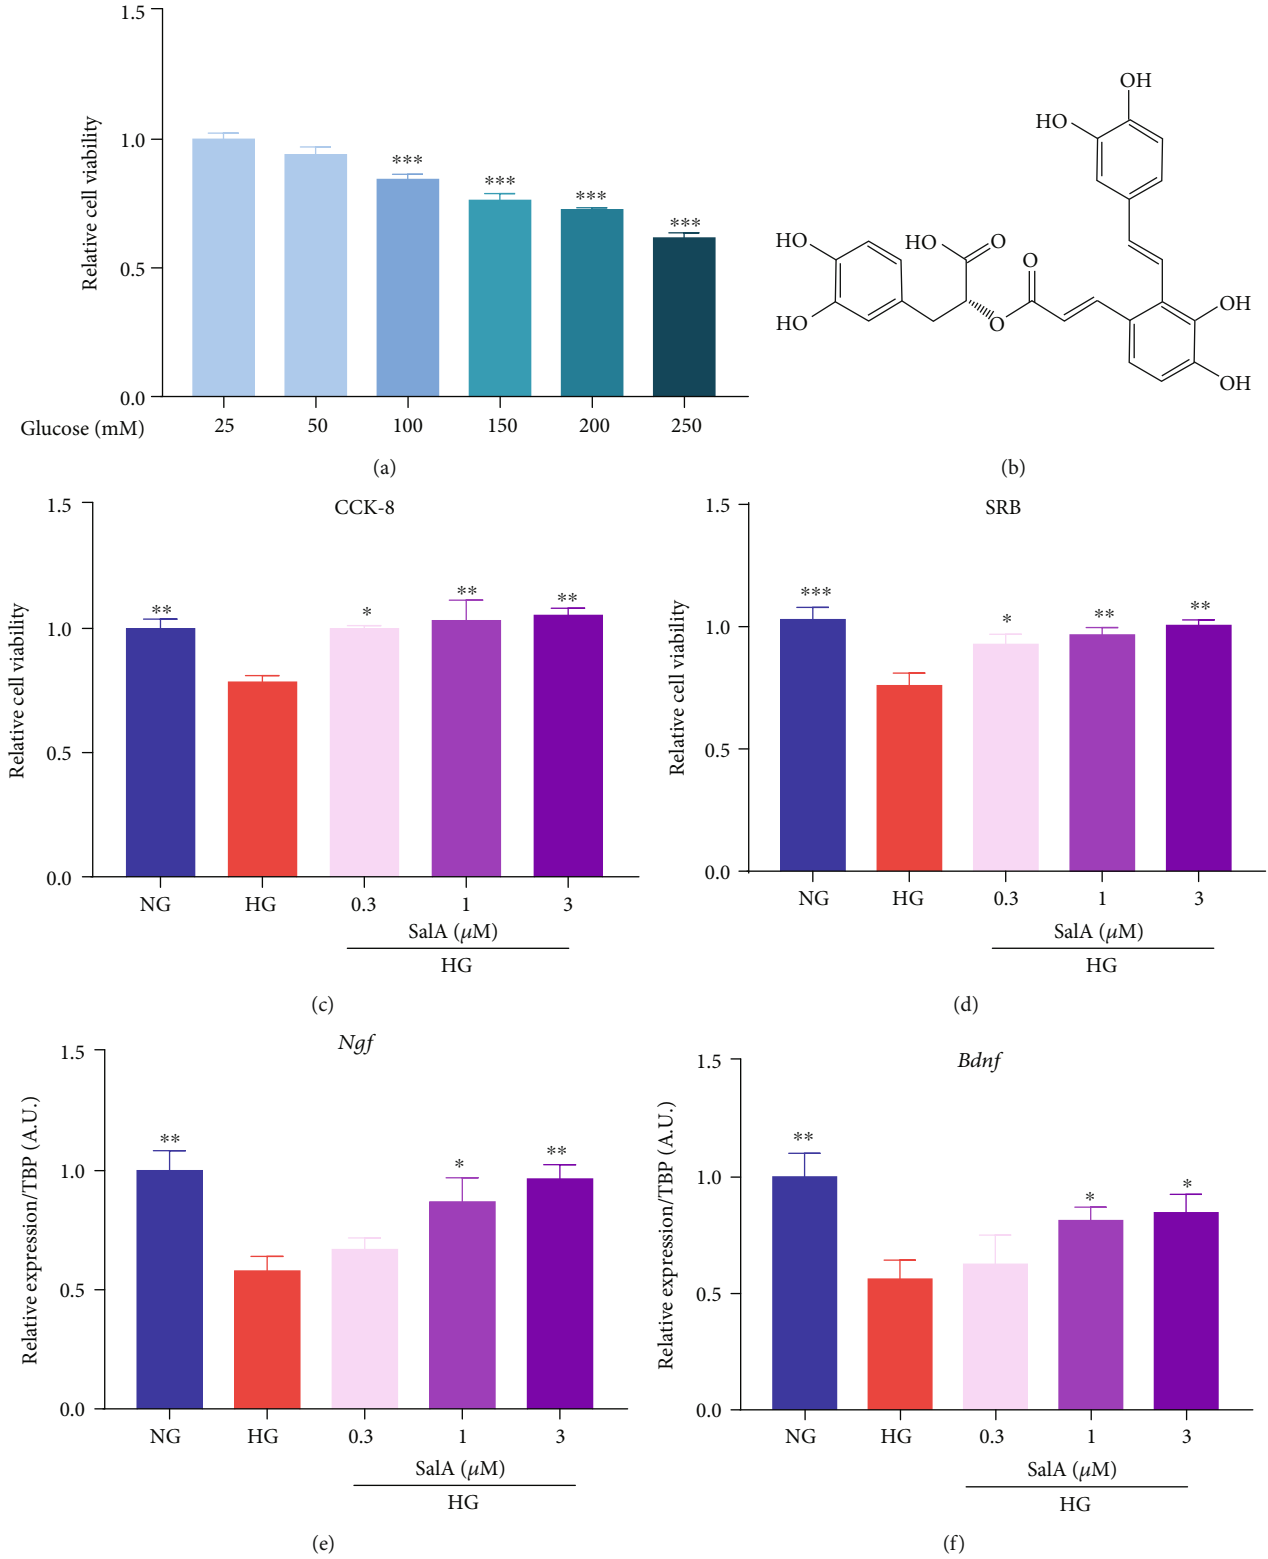 1.5
1.0
0.5
0.0
Relative cell viability
***
***
***
***
Glucose (mM)
25
50
100
150
200
250
(a)
OH
HO
HO
HO
HO
O
O
O
OH
OH
(b)
CCK-8
1.5
1.0
0.5
0.0
Relative cell viability
**
*
**
**
NG
HG
0.3
1
3
SalA (μM)
HG
(c)
SRB
1.5
1.0
0.5
0.0
Relative cell viability
***
*
**
**
NG
HG
0.3
1
3
SalA (μM)
HG
(d)
Ngf
1.5
1.0
0.5
0.0
Relative expression/TBP (A.U.)
**
*
**
NG
HG
0.3
1
3
SalA (μM)
HG
(e)
Bdnf
1.5
1.0
0.5
0.0
Relative expression/TBP (A.U.)
**
*
*
NG
HG
0.3
1
3
SalA (μM)
HG
(f)